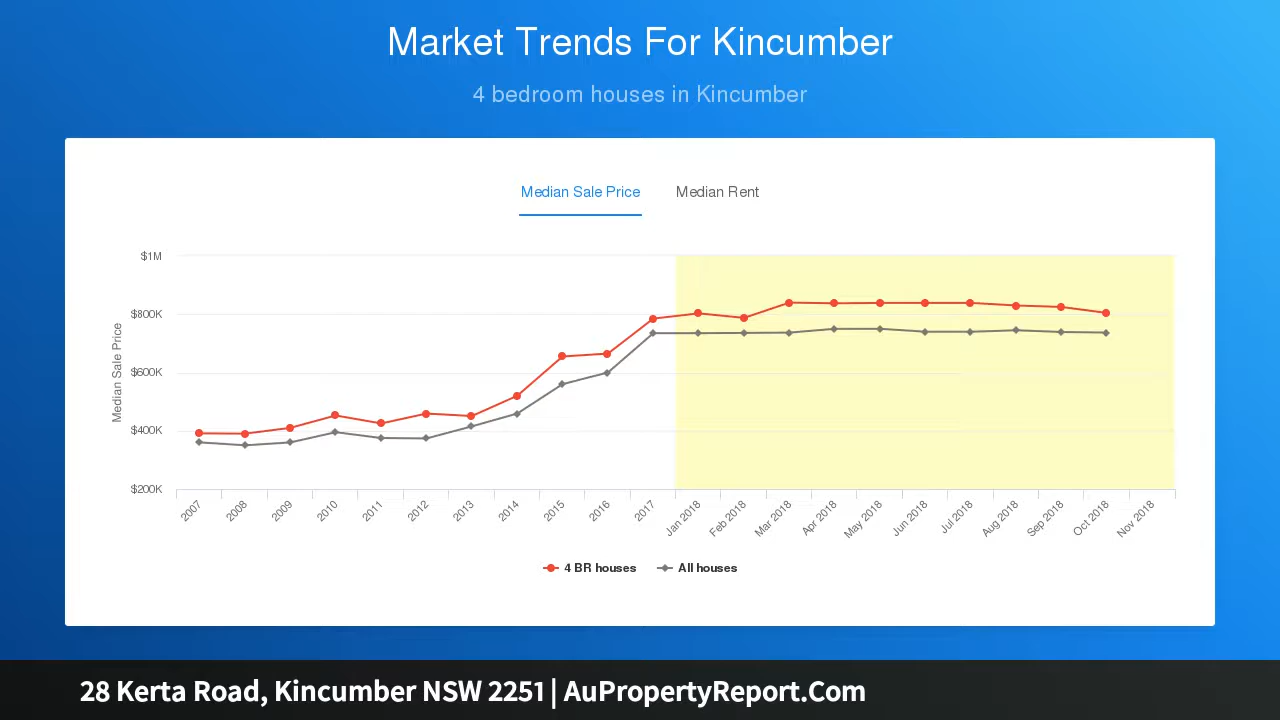 Market Trends For Kincumber
4 bedroom houses in Kincumber
Median Sale Price Median Rent
$1M
$800K
$600K
$400K
$200K
Median Sale Price
2007 2008 2009 2010 2011 2012 2013 2014 2015 2016 2017 Jan 2018 Feb 2018 Mar 2018 Apr 2018 May 2018 Jun 2018 Jul 2018 Aug 2018 Sep 2018 Oct 2018 Nov 2018
4 BR houses All houses
28 Kerta Road, Kincumber NSW 2251 | AuPropertyReport.Com